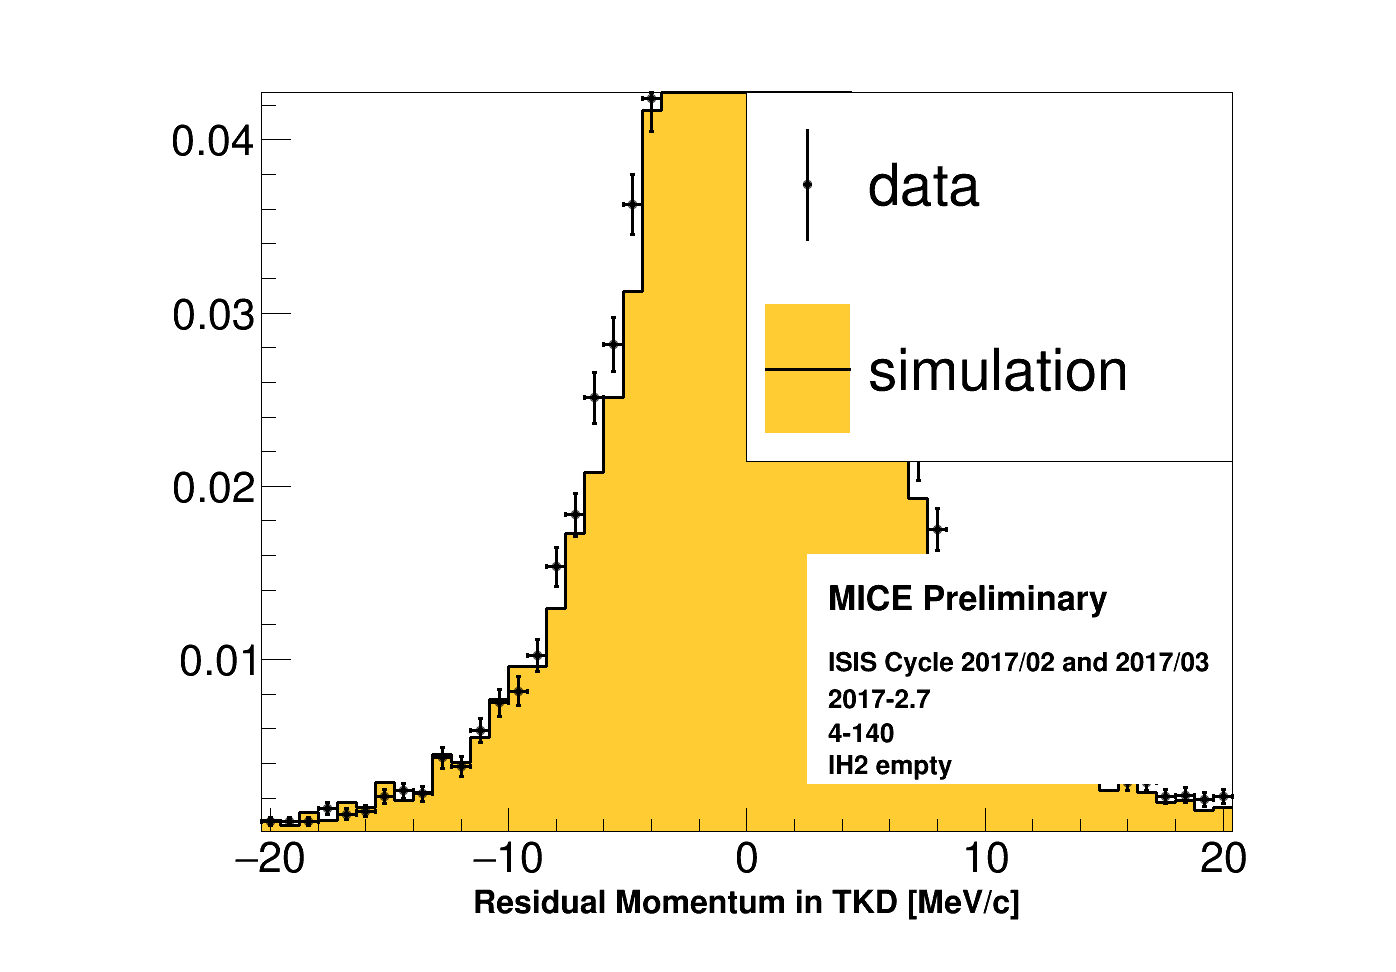 0.04
data
0.03
simulation
0.02
MICE Preliminary
0.01
ISIS Cycle 2017/02 and 2017/03
2017-2.7
4-140
IH2 empty
−20 −10 0 10 20
Residual Momentum in TKD [MeV/c]